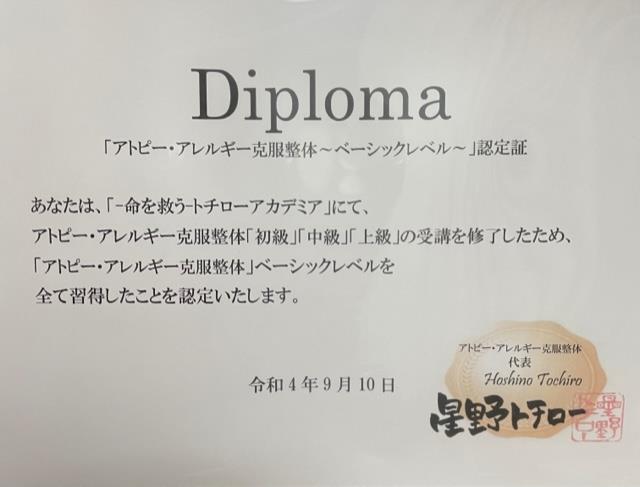 Diploma
「アトピー・アレルギー克服整体～ベーシックレベル～」認定証
あなたは、「-命を救う-トチローアカデミア」にて、
アトピー・アレルギー克服整体「初級」「中級」「上級」の受講を修了したため、
「アトピー・アレルギー克服整体」ベーシックレベルを
全て習得したことを認定いたします。
アトピー・アレルギー克服整体
代表
Hoshino Tochiro
星野トチロー
令和4年9月10日